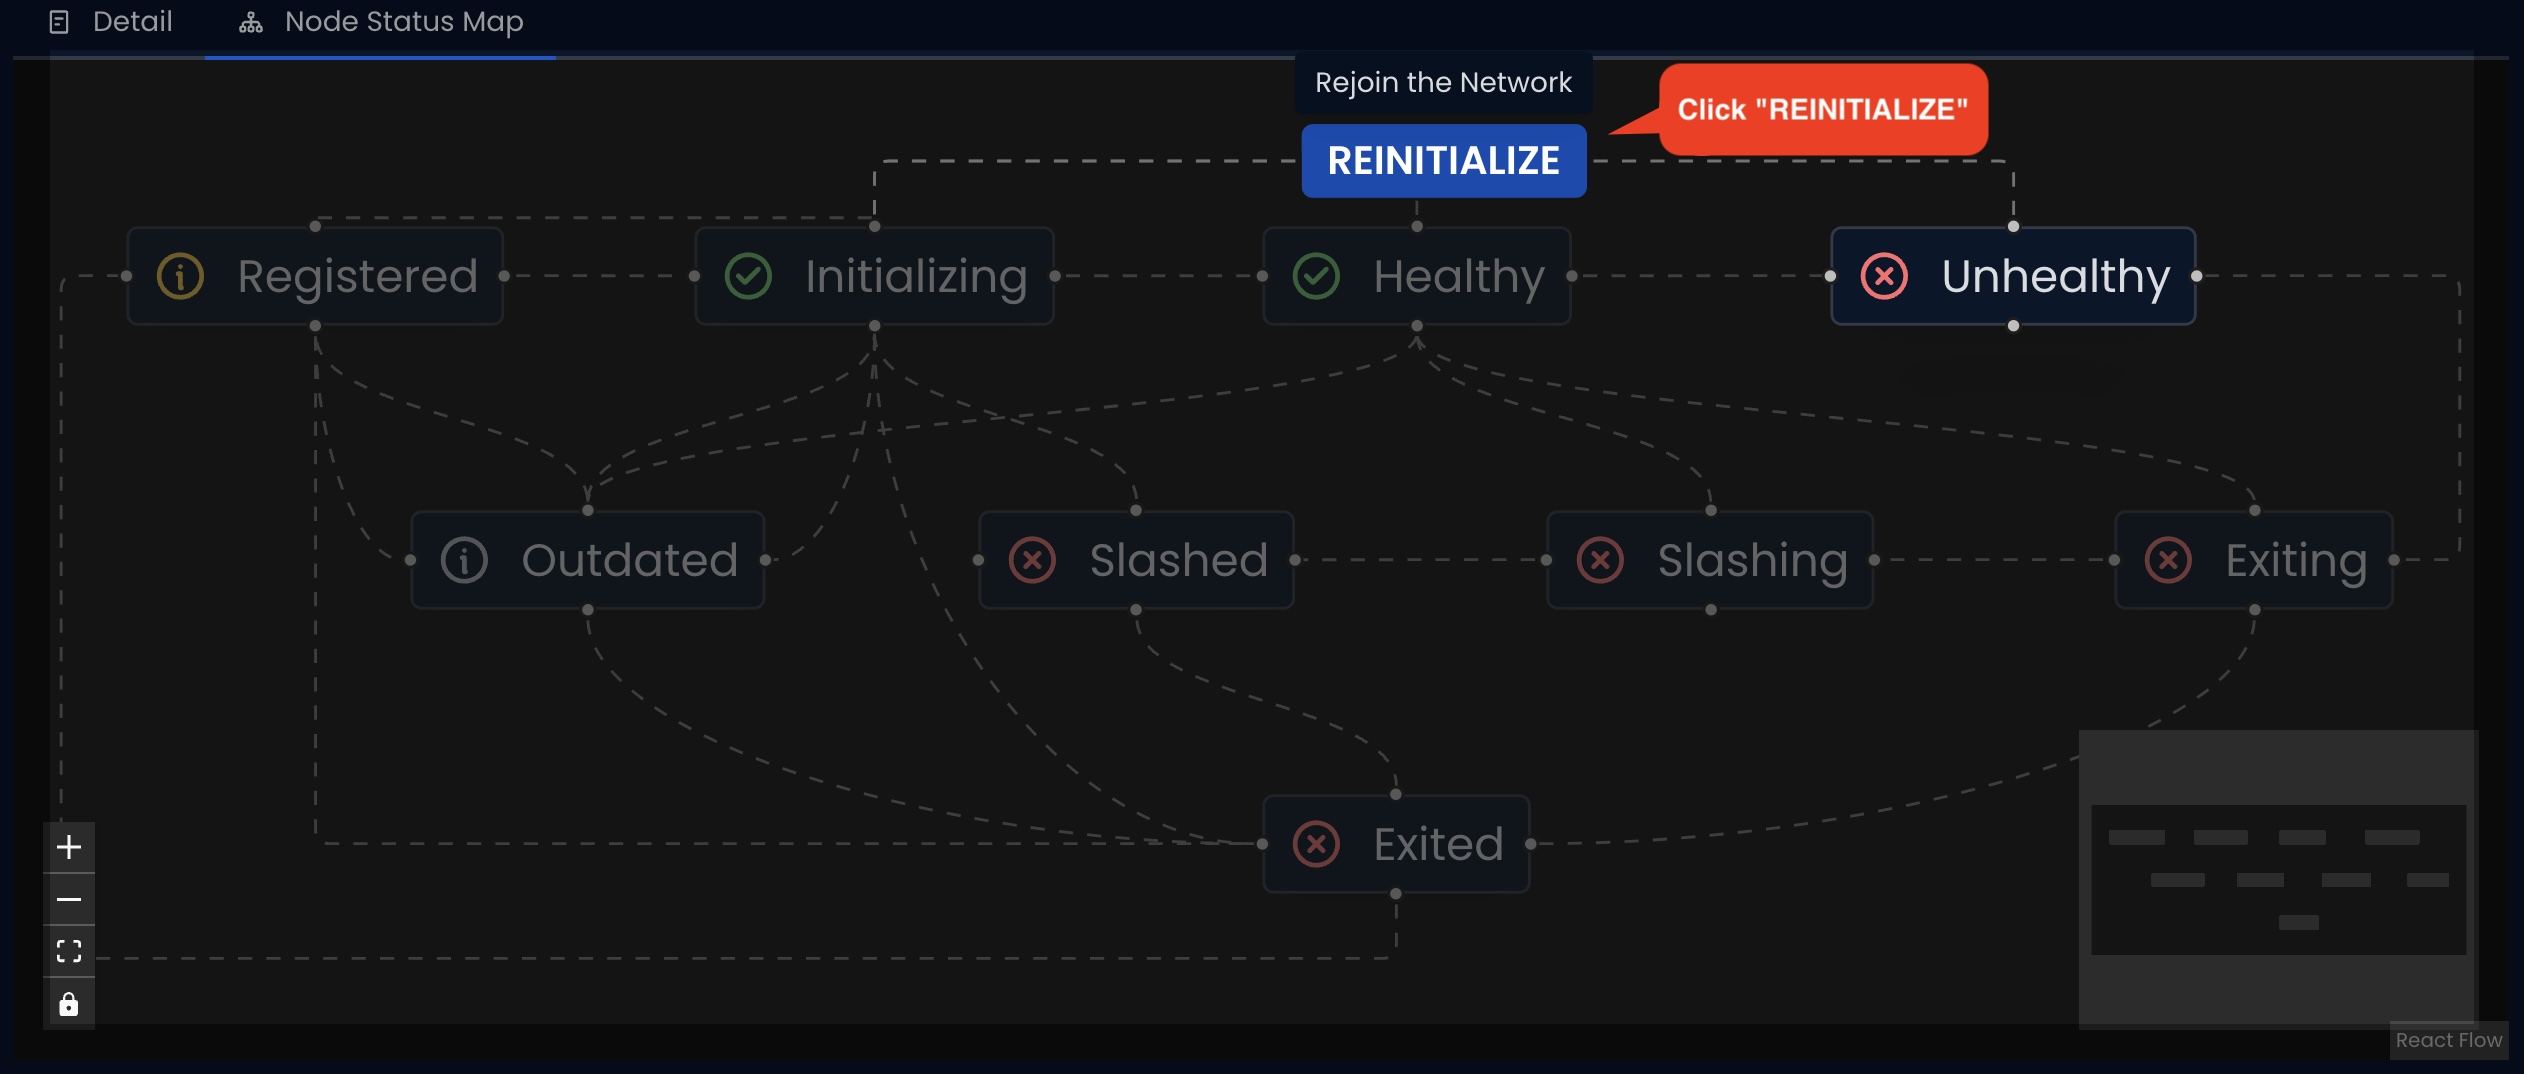 Detail
Node Status Map
Rejoin the Network
Click "REINITIALIZE"
REINITIALIZE
Registered
Initializing
Healthy
Unhealthy
Outdated
Slashed
Slashing
Exiting
Exited
React Flow